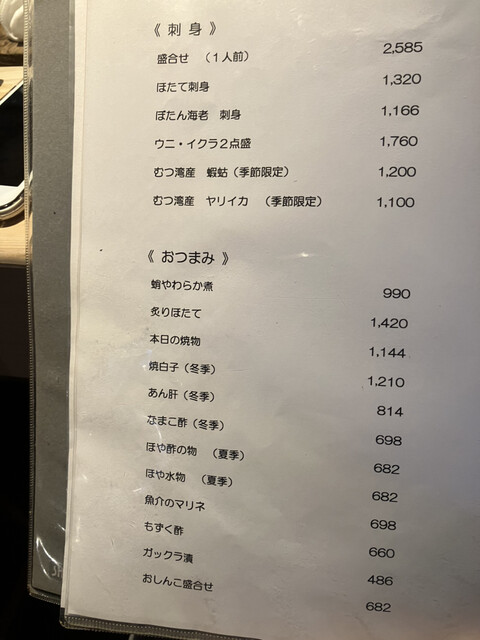 《 刺 身 》
盛合せ （１人前） 2,585
ほたて刺身 1,320
ぼたん海老 刺身 1,166
ウニ・イクラ２点盛 1,760
むつ湾産 蝦蛄（季節限定） 1,200
むつ湾産 ヤリイカ （季節限定） 1,100
《 おつまみ 》
蛸やわらか煮 990
炙りほたて 1,420
本日の焼物 1,144
焼白子（冬季） 1,210
あん肝（冬季） 814
なまこ酢（冬季） 698
ほや酢の物 （夏季） 682
ほや水物 （夏季） 682
魚介のマリネ 698
もずく酢 660
ガックラ漬 486
おしんこ盛合せ 682